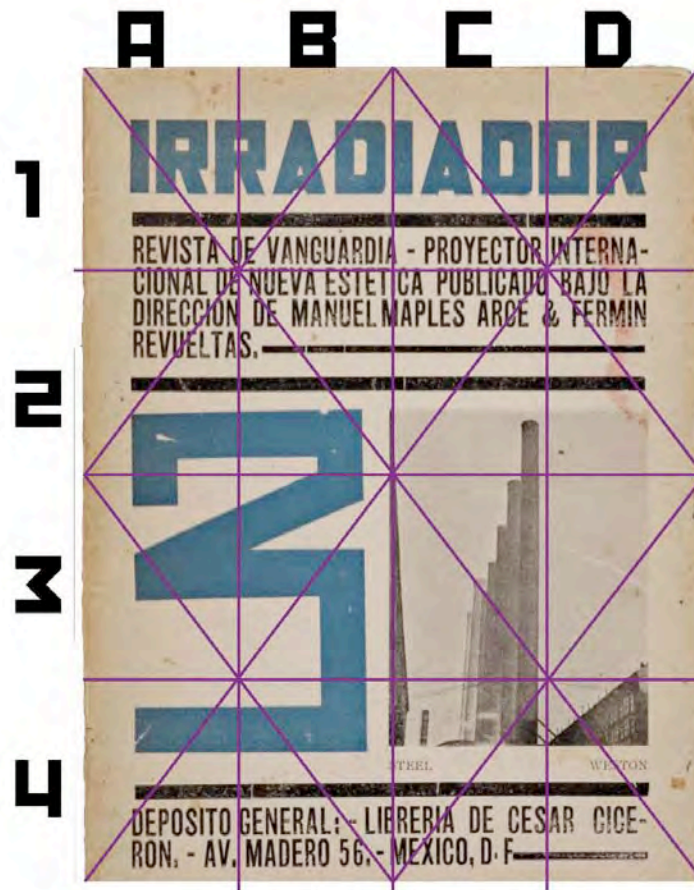 A B C D
1
2
3
4
IRRADIADOR
REVISTA DE VANGUARDIA - PROYECTOR INTERNA-
CIONAL DE NUEVA ESTETICA PUBLICADO BAJO LA
DIRECCION DE MANUEL MAPLES ARCE & FERMIN
REVUELTAS.
3
STEEL WESTON
DEPOSITO GENERAL: - LIBRERIA DE CESAR CICE-
RON. - AV. MADERO 56. - MEXICO, D. F